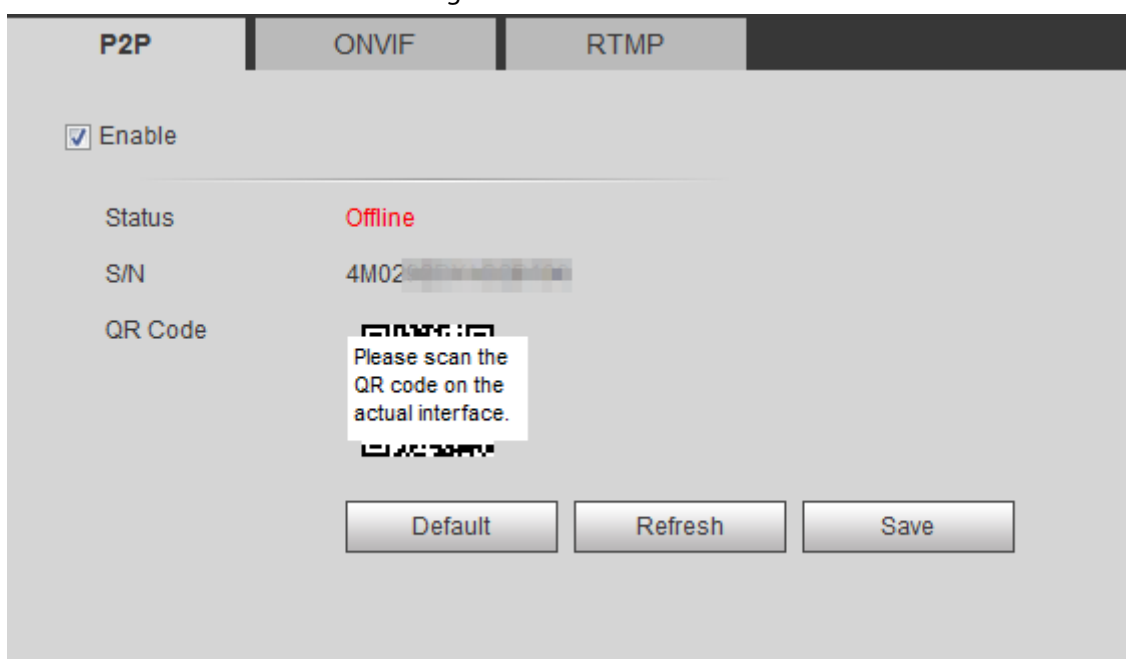 P2P ONVIF RTMP
Enable
Status Offline
S/N 4M02
QR Code
Please scan the
QR code on the
actual interface.
Default Refresh Save